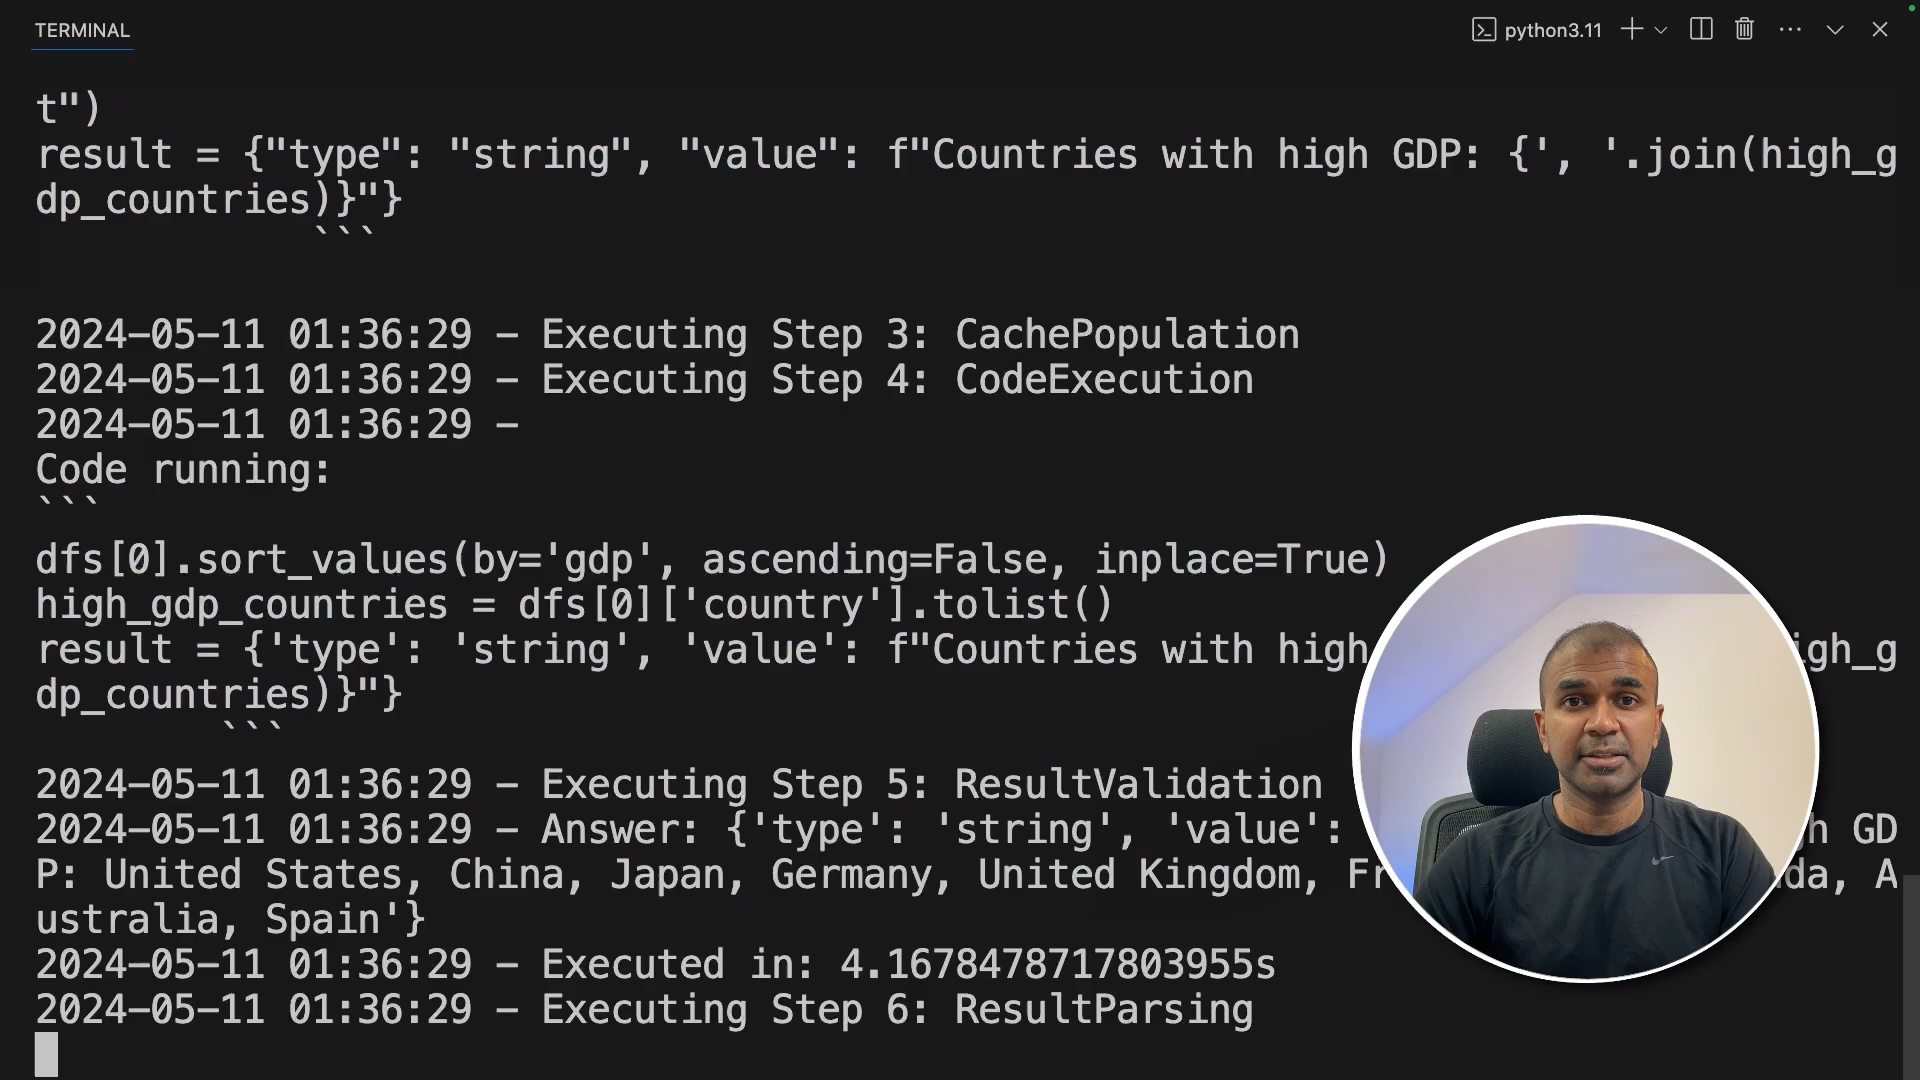 TERMINAL
python3.11
t")
result = {"type": "string", "value": f"Countries with high GDP: {', '.join(high_g
dp_countries)}"}
```
2024-05-11 01:36:29 - Executing Step 3: CachePopulation
2024-05-11 01:36:29 - Executing Step 4: CodeExecution
2024-05-11 01:36:29 -
Code running:
```
dfs[0].sort_values(by='gdp', ascending=False, inplace=True)
high_gdp_countries = dfs[0]['country'].tolist()
result = {'type': 'string', 'value': f"Countries with high igh_g
dp_countries)}"}
```
2024-05-11 01:36:29 - Executing Step 5: ResultValidation
2024-05-11 01:36:29 - Answer: {'type': 'string', 'value': h GD
P: United States, China, Japan, Germany, United Kingdom, Fr da, A
ustralia, Spain'}
2024-05-11 01:36:29 - Executed in: 4.1678478717803955s
2024-05-11 01:36:29 - Executing Step 6: ResultParsing